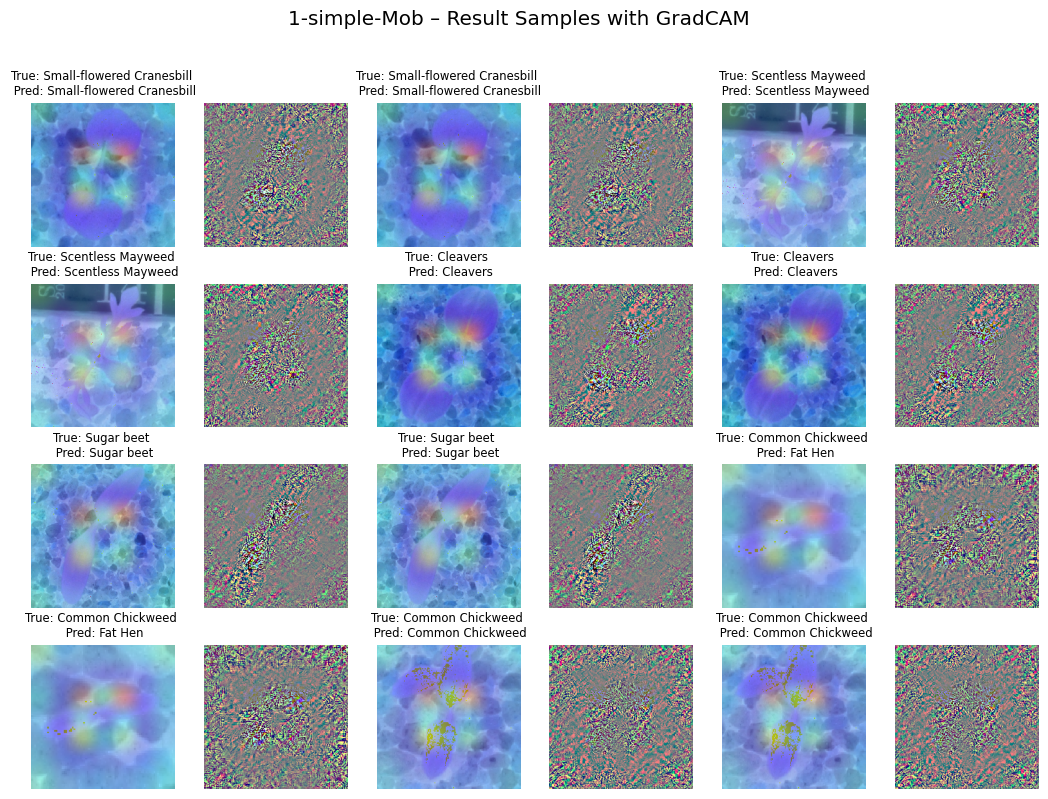 1-simple-Mob – Result Samples with GradCAM
True: Small-flowered Cranesbill
Pred: Small-flowered Cranesbill
True: Small-flowered Cranesbill
Pred: Small-flowered Cranesbill
True: Scentless Mayweed
Pred: Scentless Mayweed
True: Scentless Mayweed
Pred: Scentless Mayweed
True: Cleavers
Pred: Cleavers
True: Cleavers
Pred: Cleavers
True: Sugar beet
Pred: Sugar beet
True: Sugar beet
Pred: Sugar beet
True: Common Chickweed
Pred: Fat Hen
True: Common Chickweed
Pred: Fat Hen
True: Common Chickweed
Pred: Common Chickweed
True: Common Chickweed
Pred: Common Chickweed